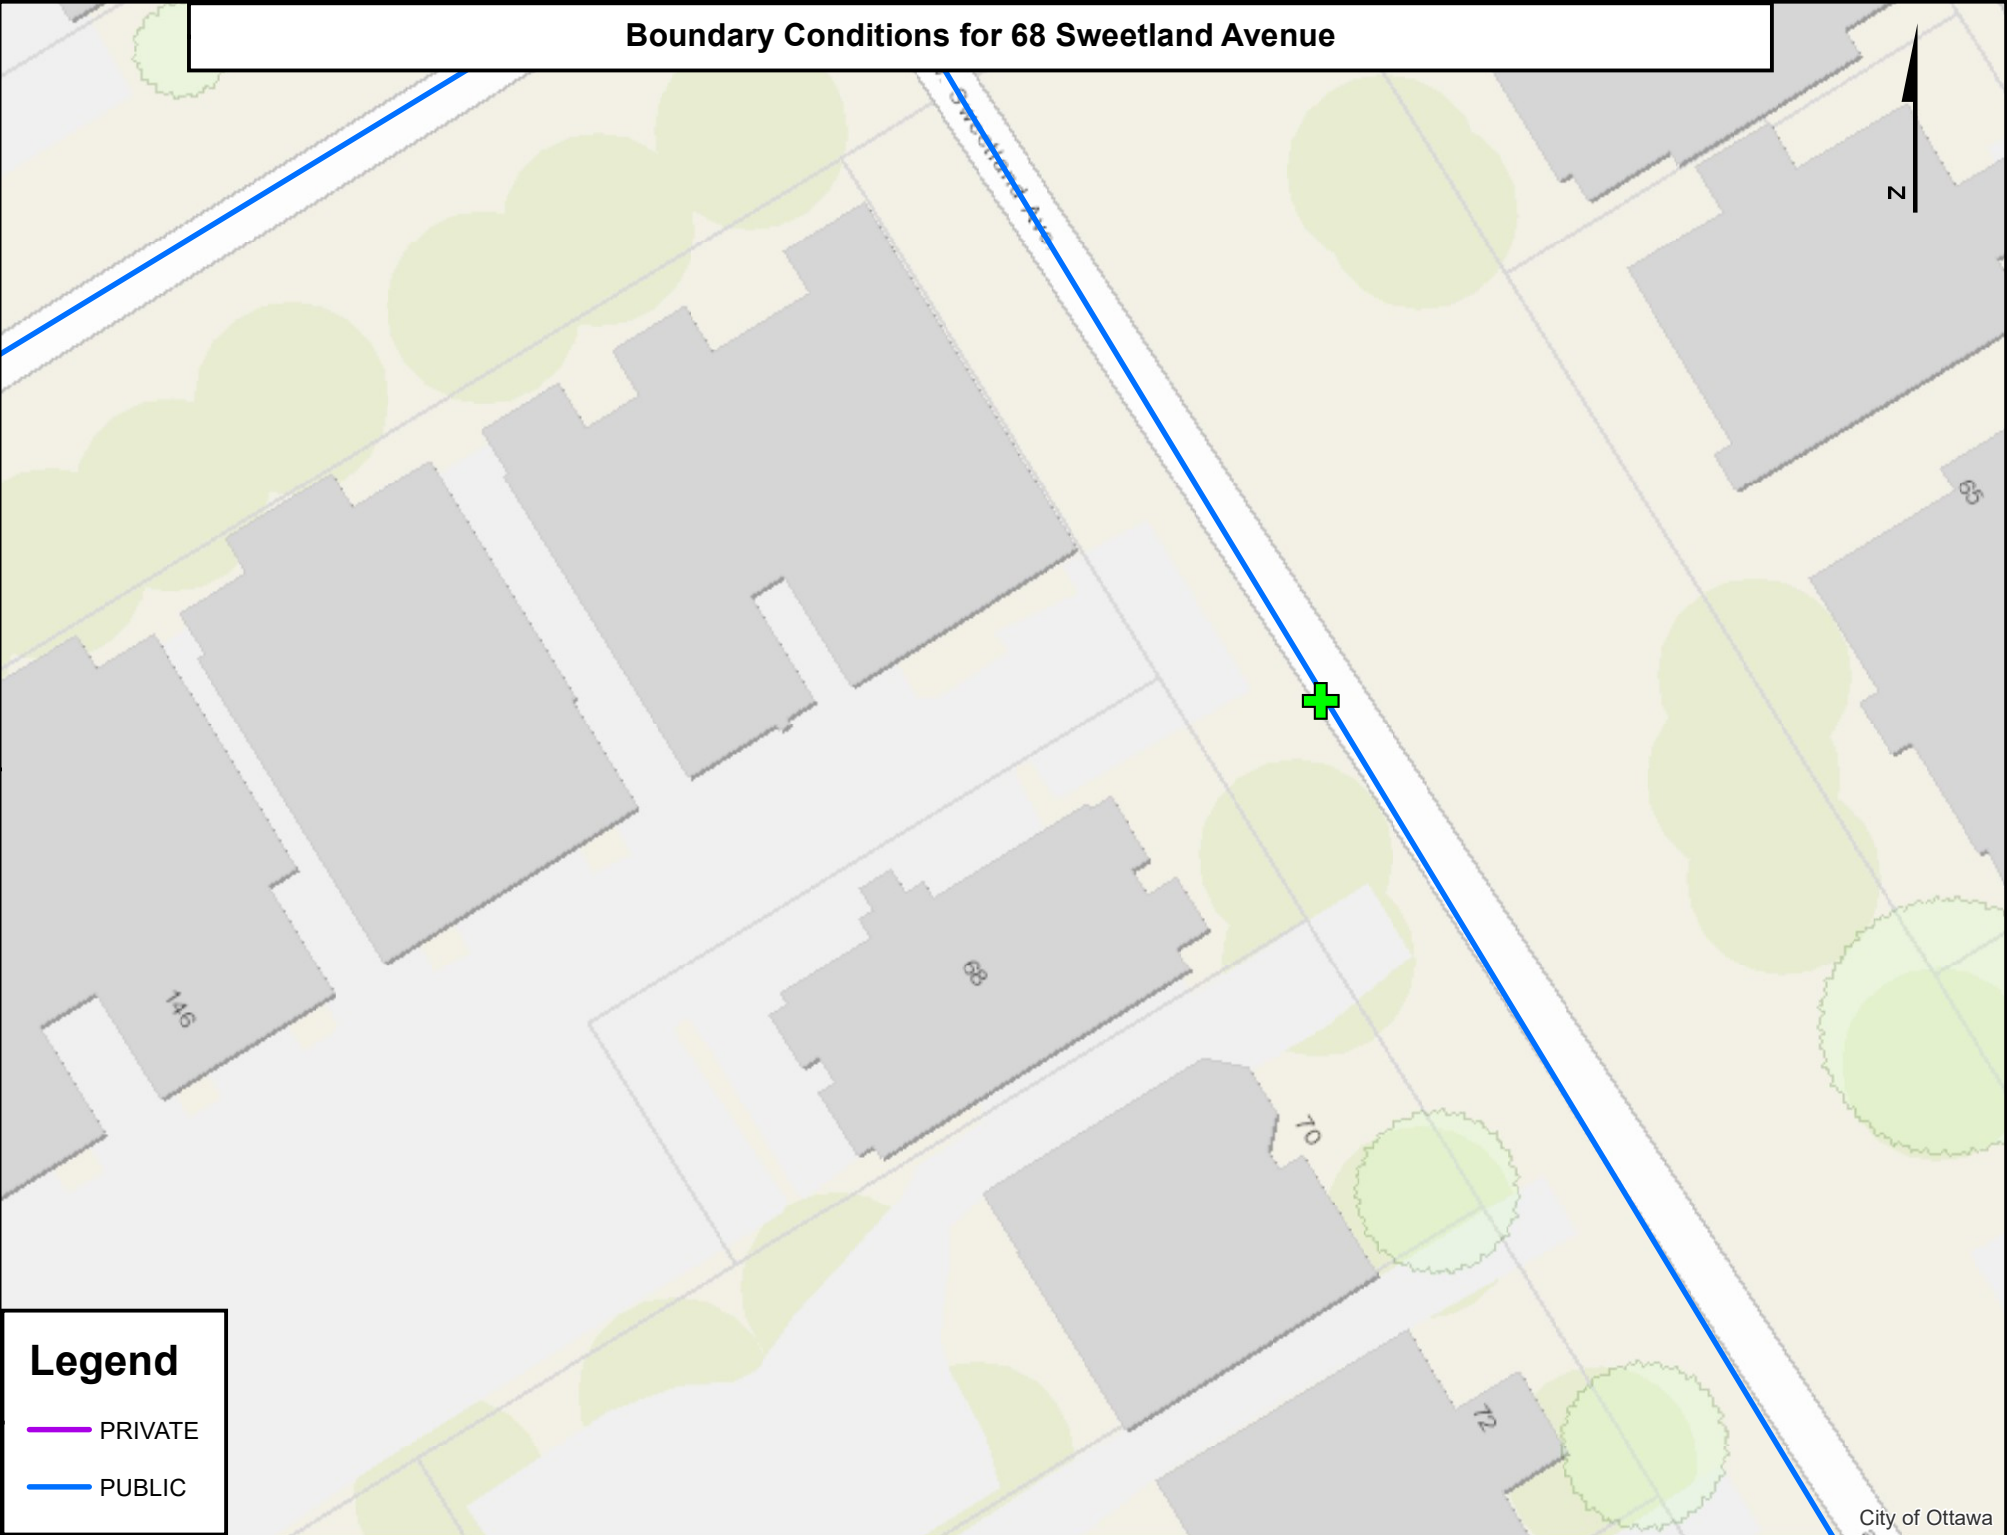 Boundary Conditions for 68 Sweetland Avenue
Sweetland Ave
N
65
68
146
70
72
Legend
PRIVATE
PUBLIC
City of Ottawa